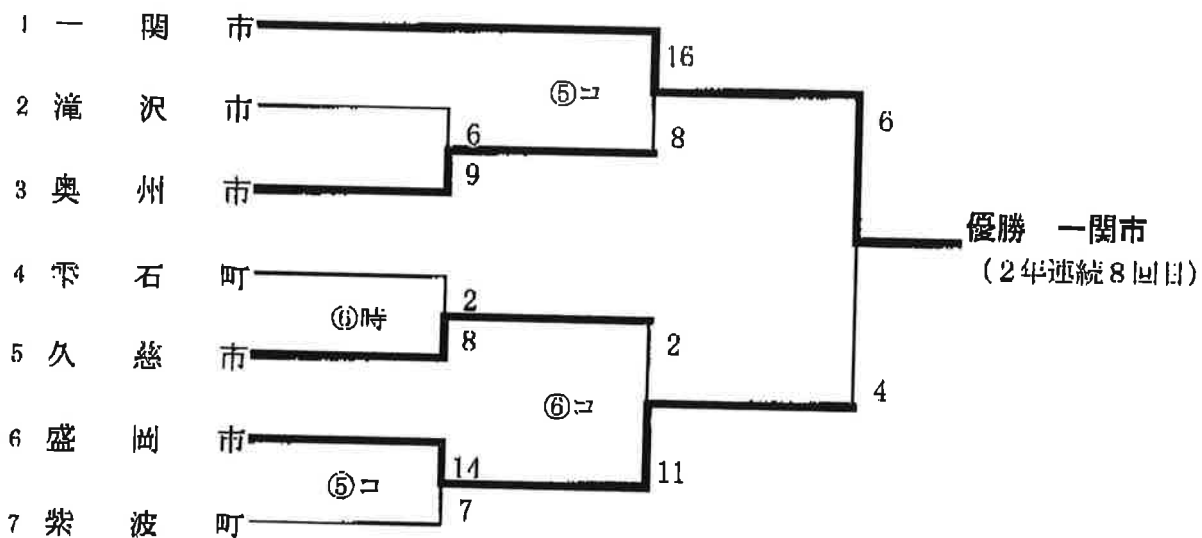 1 一関市
16
⑤コ
2 滝沢市
6
6
8
9
3 奥州市
優勝 一関市
(2年連続8回目)
4 雫石町
2
⑥時
8
2
5 久慈市
4
⑥コ
6 盛岡市
14
11
⑤コ
7
7 紫波町